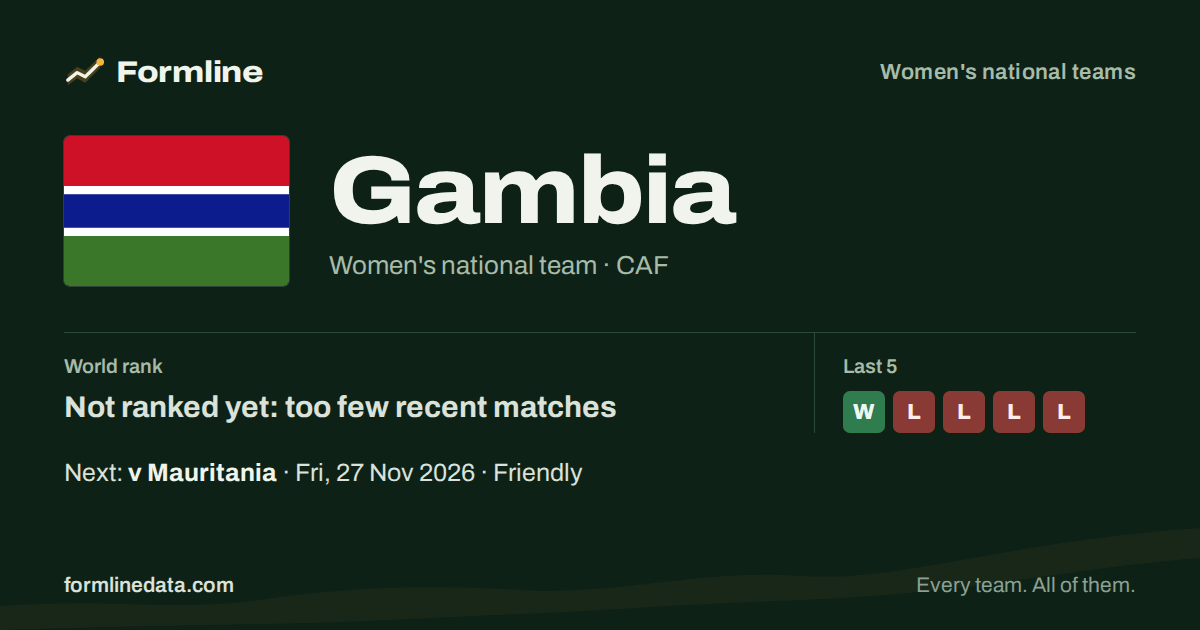 Formline
Women's national teams
Gambia
Women's national team · CAF
World rank
Not ranked yet: too few recent matches
Last 5
W L L L L
Next: v Mauritania · Fri, 27 Nov 2026 · Friendly
formlinedata.com
Every team. All of them.